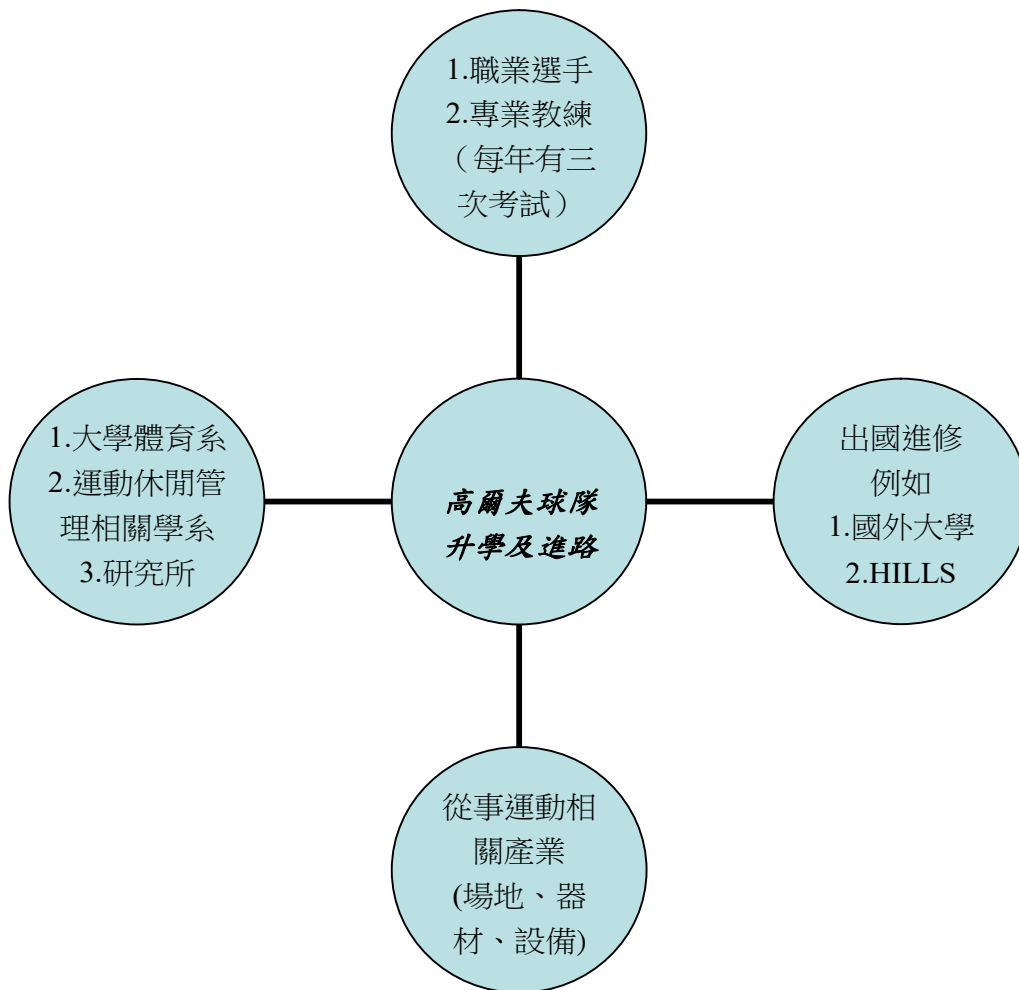 1.職業選手
2.專業教練
（每年有三
次考試）
1.大學體育系
2.運動休閒管
理相關學系
3.研究所
高爾夫球隊
升學及進路
出國進修
例如
1.國外大學
2.HILLS
從事運動相
關產業
(場地、器
材、設備)